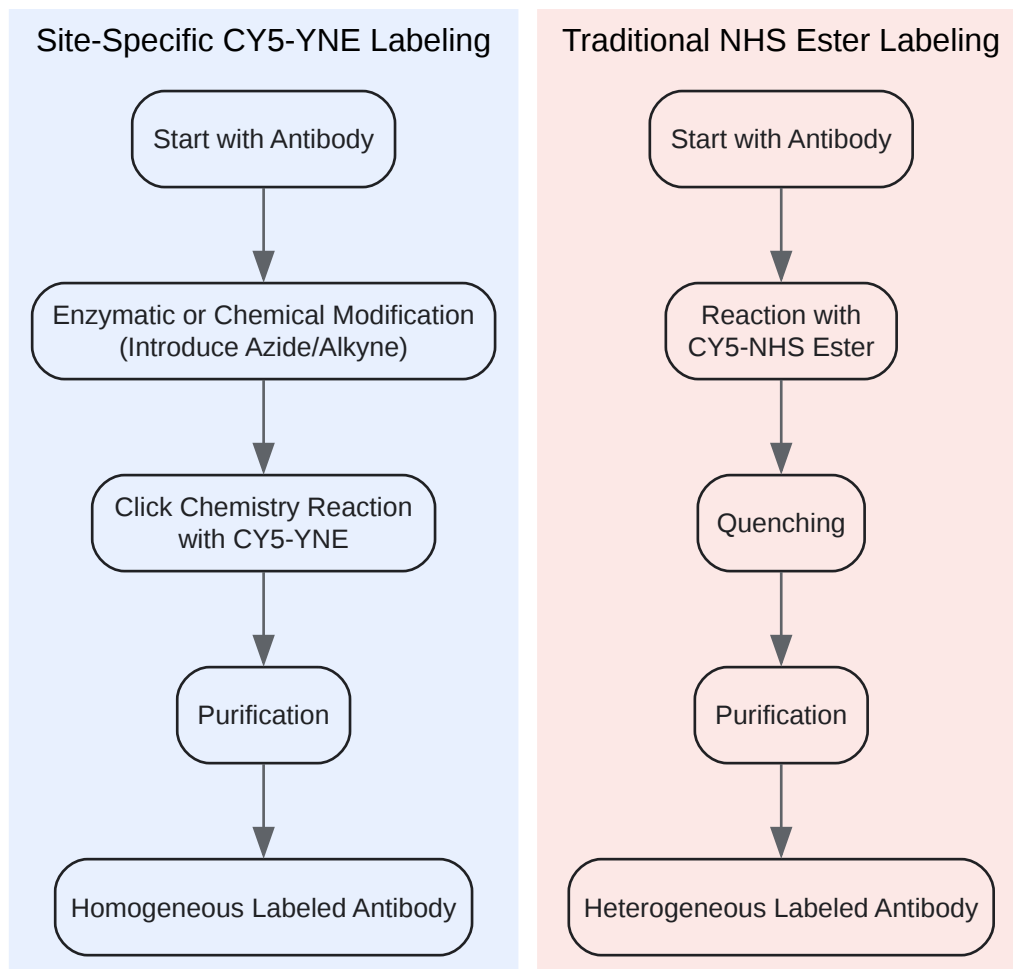 Site-Specific CY5-YNE Labeling
Start with Antibody
Enzymatic or Chemical Modification
(Introduce Azide/Alkyne)
Click Chemistry Reaction
with CY5-YNE
Purification
Homogeneous Labeled Antibody
Traditional NHS Ester Labeling
Start with Antibody
Reaction with
CY5-NHS Ester
Quenching
Purification
Heterogeneous Labeled Antibody